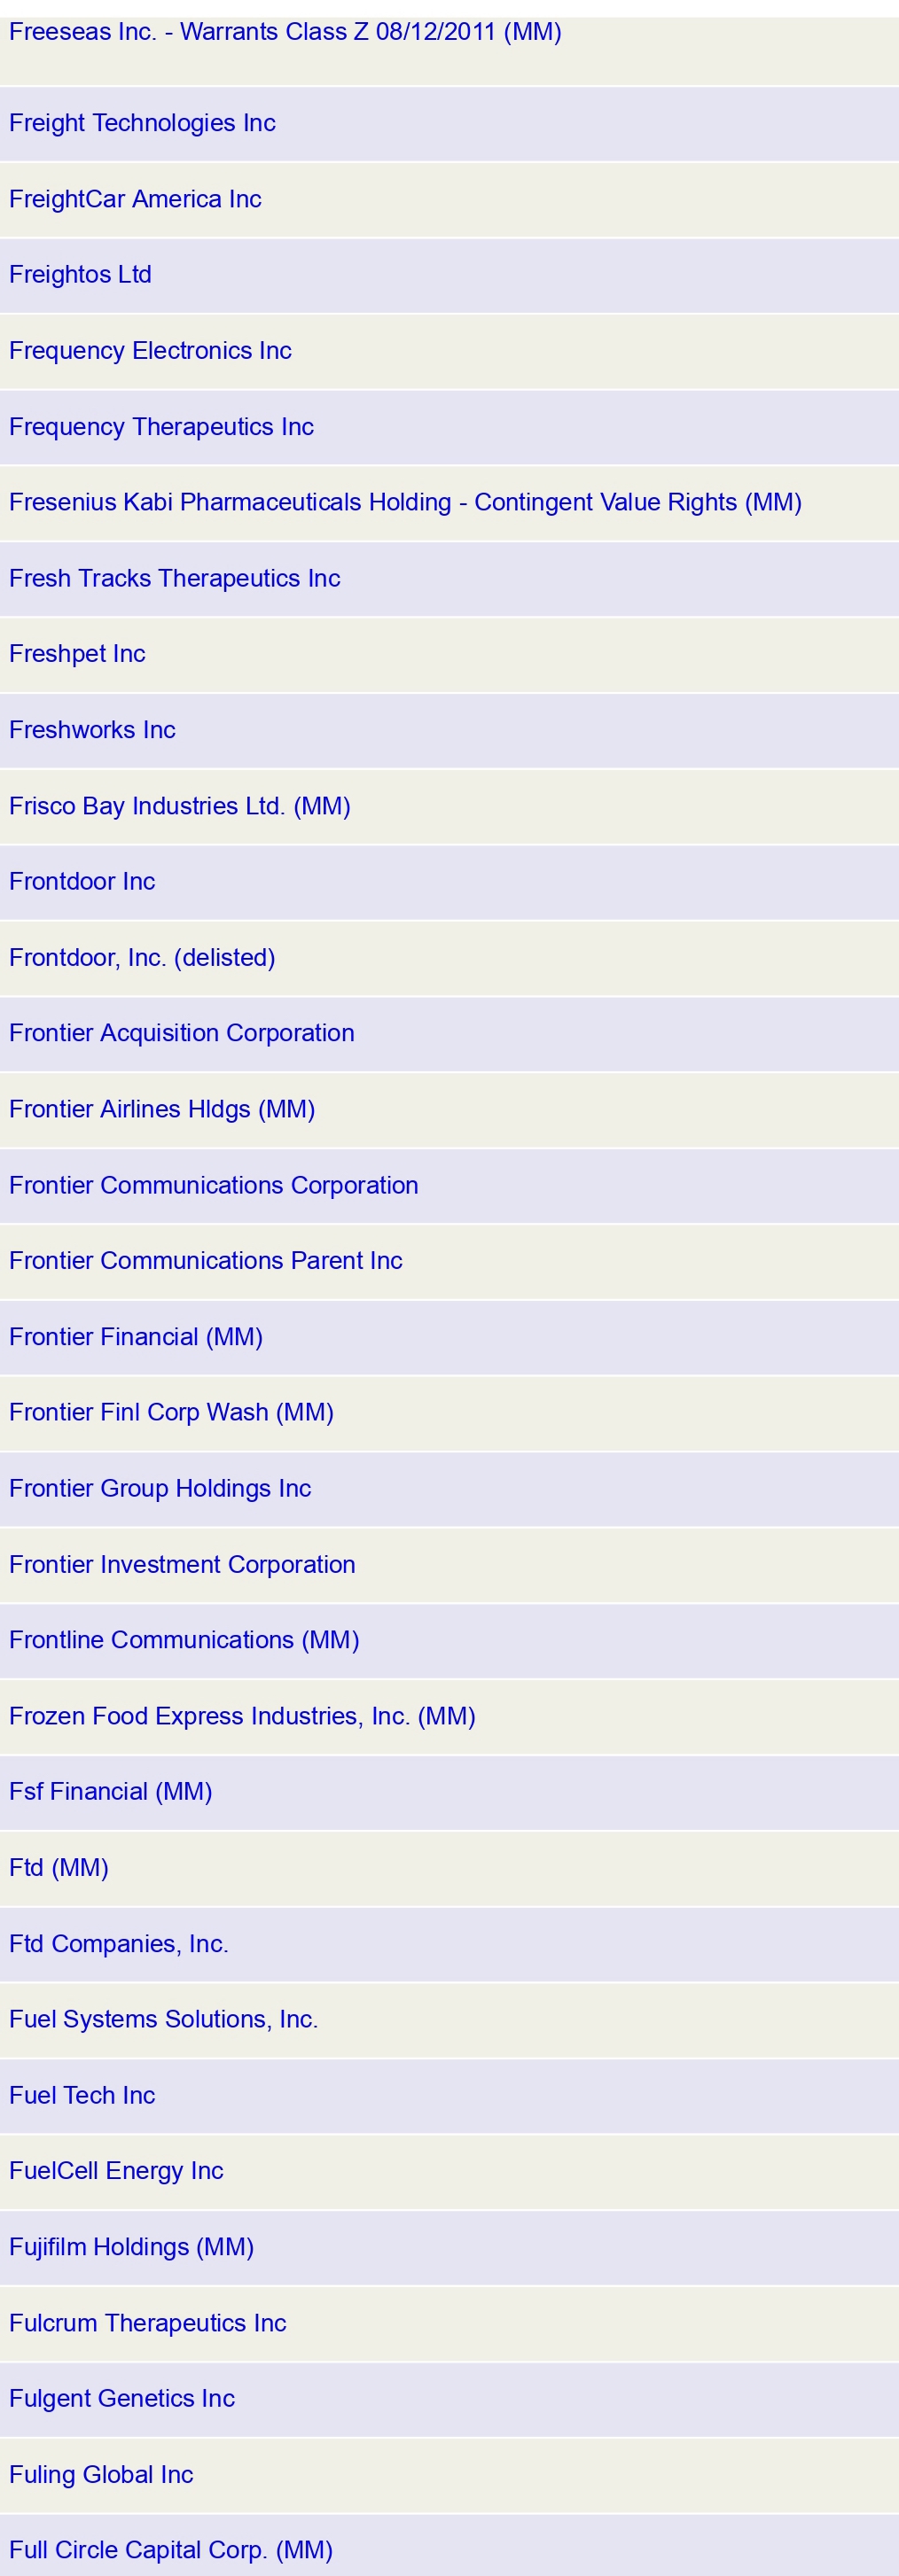 Freeseas Inc. - Warrants Class Z 08/12/2011 (MM)
Freight Technologies Inc
FreightCar America Inc
Freightos Ltd
Frequency Electronics Inc
Frequency Therapeutics Inc
Fresenius Kabi Pharmaceuticals Holding - Contingent Value Rights (MM)
Fresh Tracks Therapeutics Inc
Freshpet Inc
Freshworks Inc
Frisco Bay Industries Ltd. (MM)
Frontdoor Inc
Frontdoor, Inc. (delisted)
Frontier Acquisition Corporation
Frontier Airlines Hldgs (MM)
Frontier Communications Corporation
Frontier Communications Parent Inc
Frontier Financial (MM)
Frontier Finl Corp Wash (MM)
Frontier Group Holdings Inc
Frontier Investment Corporation
Frontline Communications (MM)
Frozen Food Express Industries, Inc. (MM)
Fsf Financial (MM)
Ftd (MM)
Ftd Companies, Inc.
Fuel Systems Solutions, Inc.
Fuel Tech Inc
FuelCell Energy Inc
Fujifilm Holdings (MM)
Fulcrum Therapeutics Inc
Fulgent Genetics Inc
Fuling Global Inc
Full Circle Capital Corp. (MM)